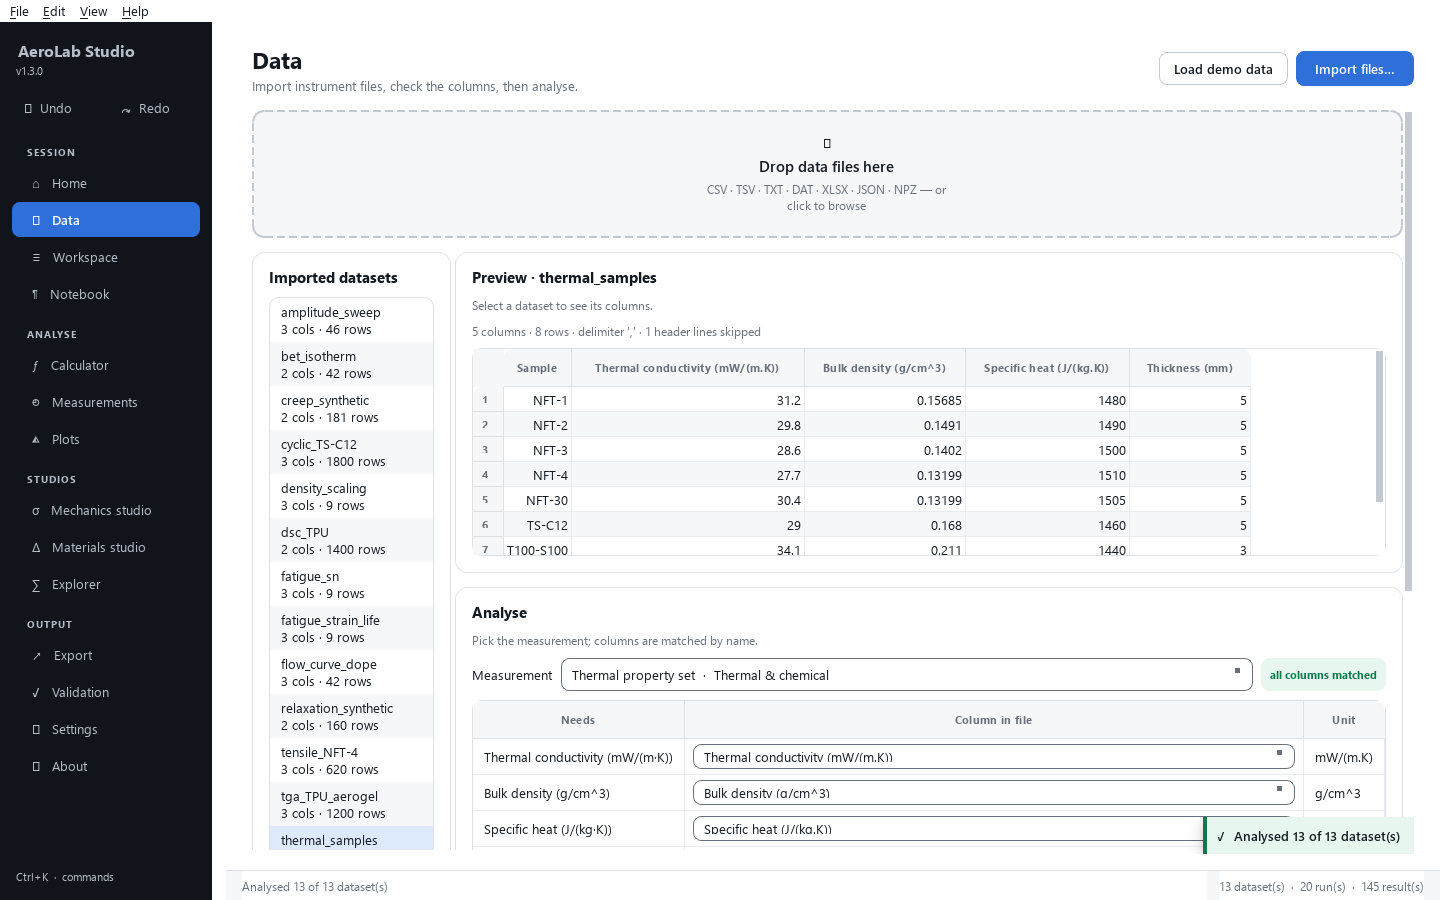 File Edit View Help
AeroLab Studio
v1.3.0
Undo Redo
SESSION
Home
Data
Workspace
Notebook
ANALYSE
Calculator
Measurements
Plots
STUDIOS
Mechanics studio
Materials studio
Explorer
OUTPUT
Export
Validation
Settings
About
Ctrl+K · commands
Data
Import instrument files, check the columns, then analyse.
Load demo data
Import files...
Drop data files here
CSV · TSV · TXT · DAT · XLSX · JSON · NPZ — or
click to browse
Imported datasets
amplitude_sweep
3 cols · 46 rows
bet_isotherm
2 cols · 42 rows
creep_synthetic
2 cols · 181 rows
cyclic_TS-C12
3 cols · 1800 rows
density_scaling
3 cols · 9 rows
dsc_TPU
2 cols · 1400 rows
fatigue_sn
3 cols · 9 rows
fatigue_strain_life
3 cols · 9 rows
flow_curve_dope
3 cols · 42 rows
relaxation_synthetic
2 cols · 160 rows
tensile_NFT-4
3 cols · 620 rows
tga_TPU_aerogel
3 cols · 1200 rows
thermal_samples
Preview · thermal_samples
Select a dataset to see its columns.
5 columns · 8 rows · delimiter ',' · 1 header lines skipped
Sample Thermal conductivity (mW/(m.K)) Bulk density (g/cm^3) Specific heat (J/(kg.K)) Thickness (mm)
1 NFT-1 31.2 0.15685 1480 5
2 NFT-2 29.8 0.1491 1490 5
3 NFT-3 28.6 0.1402 1500 5
4 NFT-4 27.7 0.13199 1510 5
5 NFT-30 30.4 0.13199 1505 5
6 TS-C12 29 0.168 1460 5
7 T100-S100 34.1 0.211 1440 3
Analyse
Pick the measurement; columns are matched by name.
Measurement Thermal property set · Thermal & chemical all columns matched
Needs Column in file Unit
Thermal conductivity (mW/(m·K)) Thermal conductivity (mW/(m.K)) mW/(m.K)
Bulk density (g/cm^3) Bulk density (g/cm^3) g/cm^3
Specific heat (J/(kg·K)) Specific heat (J/(kg.K))
✓ Analysed 13 of 13 dataset(s)
Analysed 13 of 13 dataset(s)
13 dataset(s) · 20 run(s) · 145 result(s)